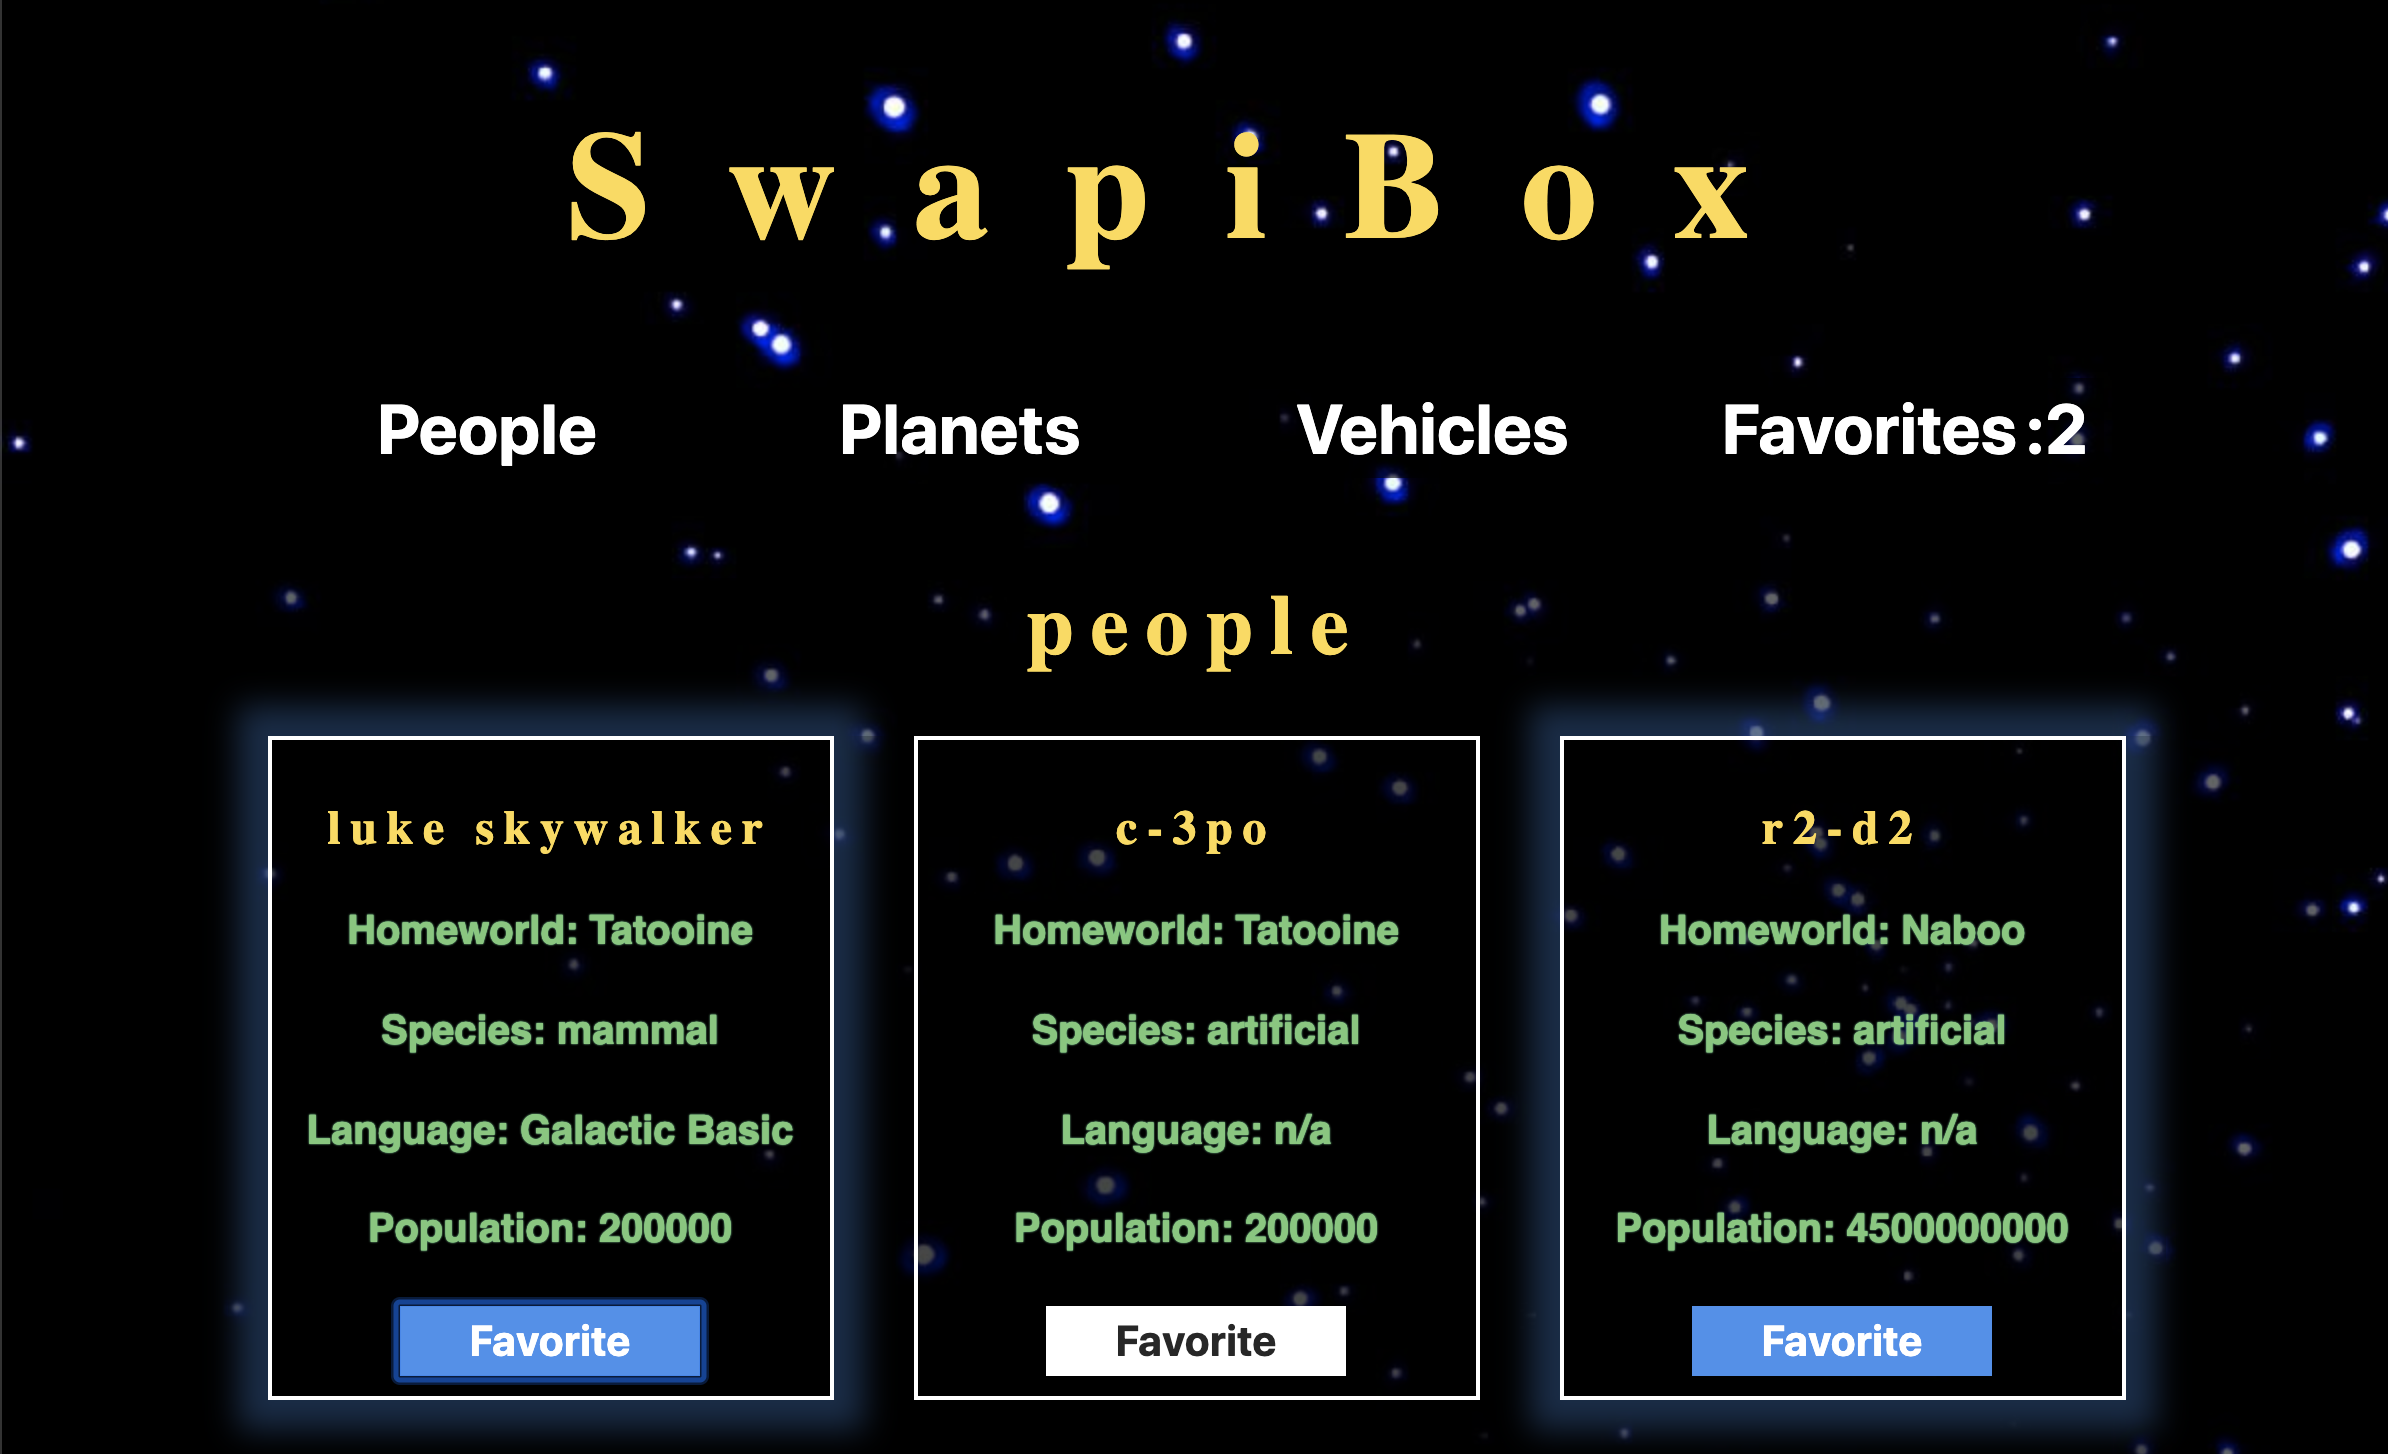 SwapiBox
People Planets Vehicles Favorites :2
people
luke skywalker
Homeworld: Tatooine
Species: mammal
Language: Galactic Basic
Population: 200000
Favorite
c-3po
Homeworld: Tatooine
Species: artificial
Language: n/a
Population: 200000
Favorite
r2-d2
Homeworld: Naboo
Species: artificial
Language: n/a
Population: 4500000000
Favorite